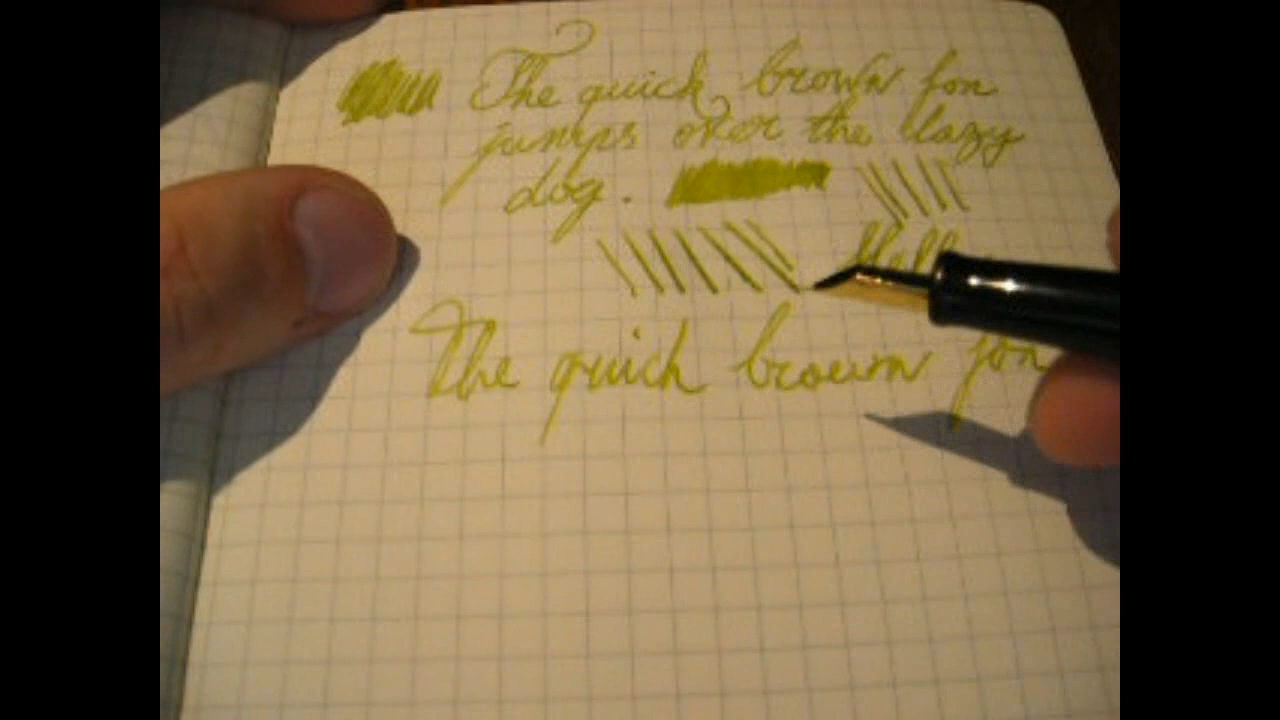 The quick brown fox
jumps over the lazy
dog.
The quick brown fox